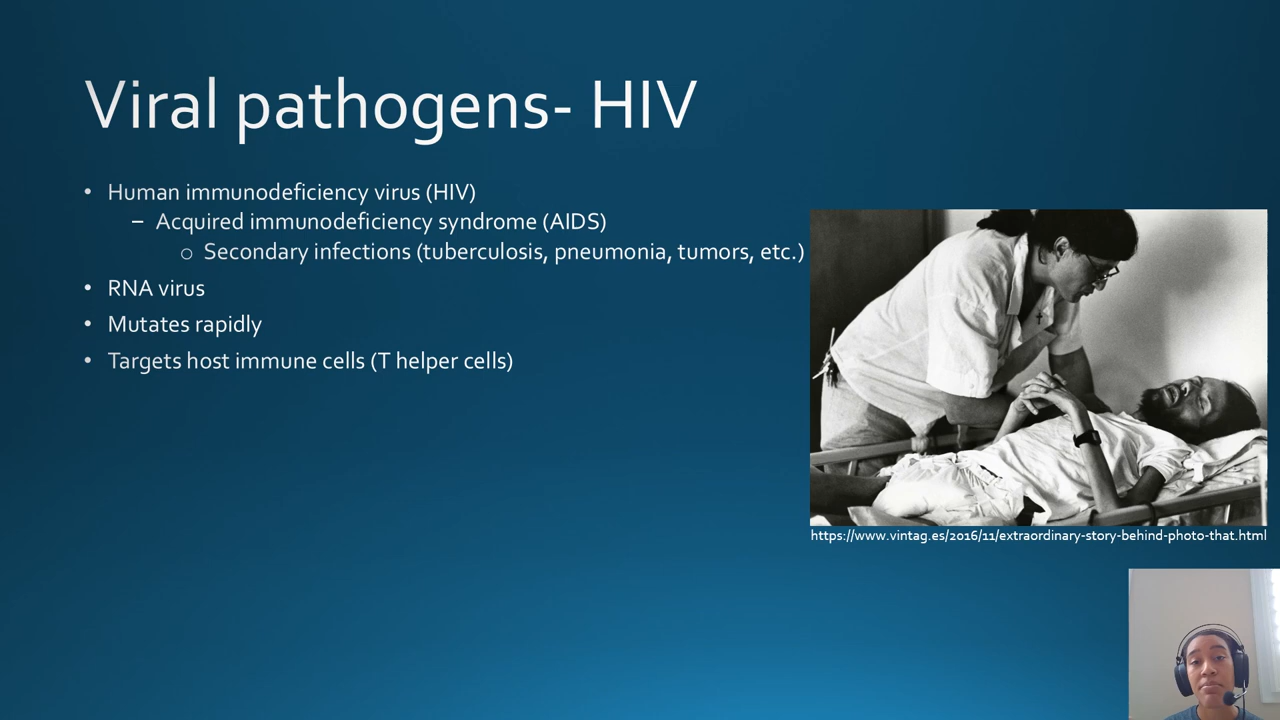 Viral pathogens- HIV
• Human immunodeficiency virus (HIV)
– Acquired immunodeficiency syndrome (AIDS)
○ Secondary infections (tuberculosis, pneumonia, tumors, etc.)
• RNA virus
• Mutates rapidly
• Targets host immune cells (T helper cells)
https://www.vintag.es/2016/11/extraordinary-story-behind-photo-that.html